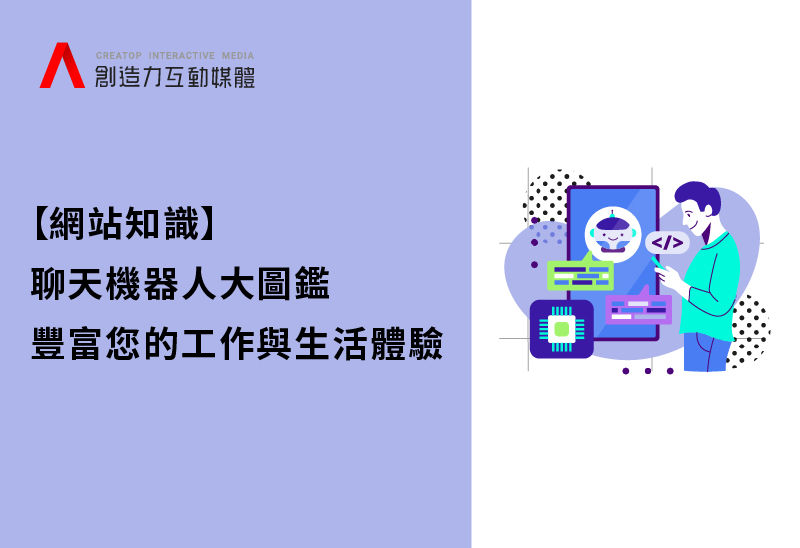 CREATOP INTERACTIVE MEDIA
創造力互動媒體
【網站知識】
聊天機器人大圖鑑
豐富您的工作與生活體驗
</>